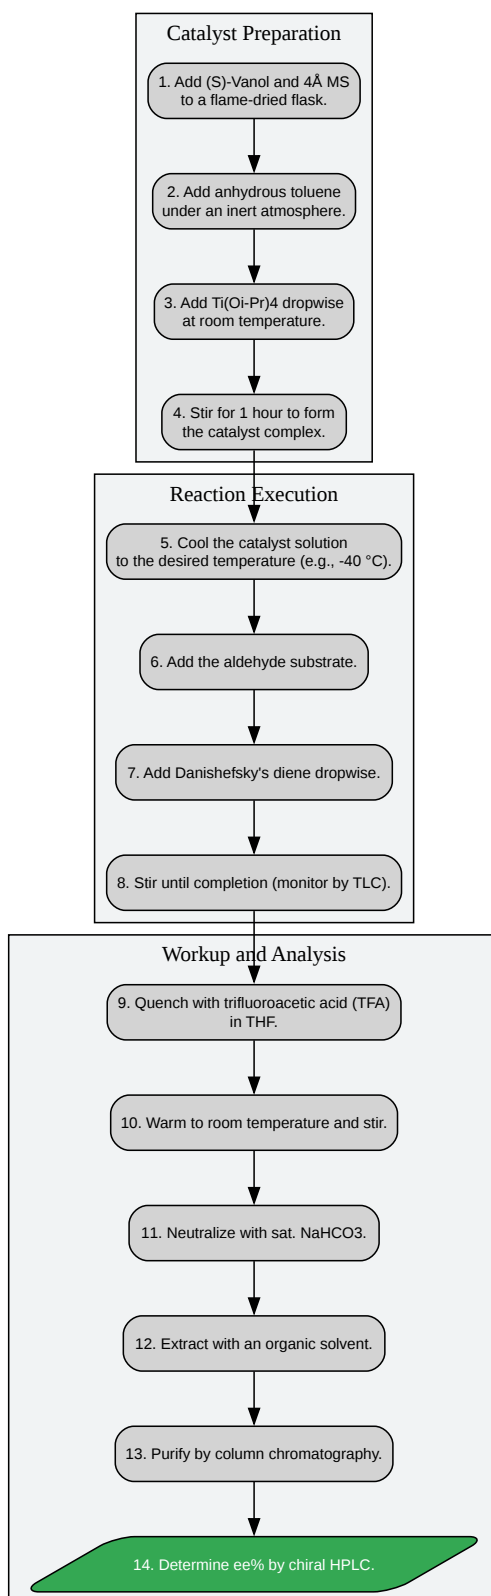 Catalyst Preparation
1. Add (S)-Vanol and 4Å MS
to a flame-dried flask.
2. Add anhydrous toluene
under an inert atmosphere.
3. Add Ti(Oi-Pr)4 dropwise
at room temperature.
4. Stir for 1 hour to form
the catalyst complex.
Reaction Execution
5. Cool the catalyst solution
to the desired temperature (e.g., -40 °C).
6. Add the aldehyde substrate.
7. Add Danishefsky's diene dropwise.
8. Stir until completion (monitor by TLC).
Workup and Analysis
9. Quench with trifluoroacetic acid (TFA)
in THF.
10. Warm to room temperature and stir.
11. Neutralize with sat. NaHCO3.
12. Extract with an organic solvent.
13. Purify by column chromatography.
14. Determine ee% by chiral HPLC.